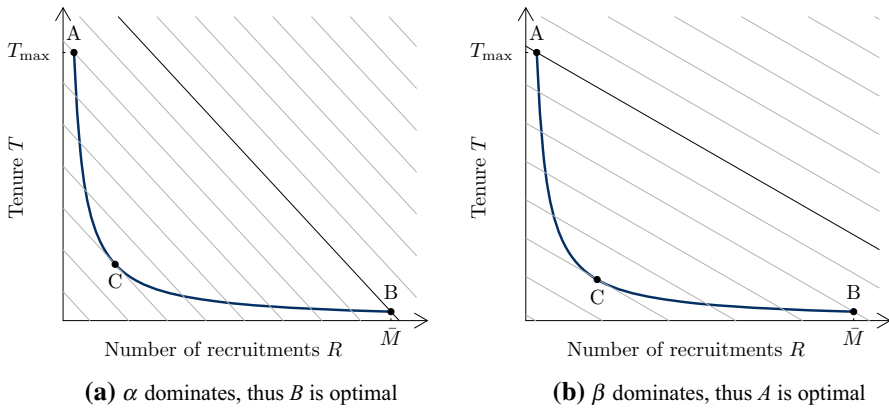 A
T_max
Tenure T
C
B
M̄
Number of recruitments R
(a) α dominates, thus B is optimal
A
T_max
Tenure T
C
B
M̄
Number of recruitments R
(b) β dominates, thus A is optimal